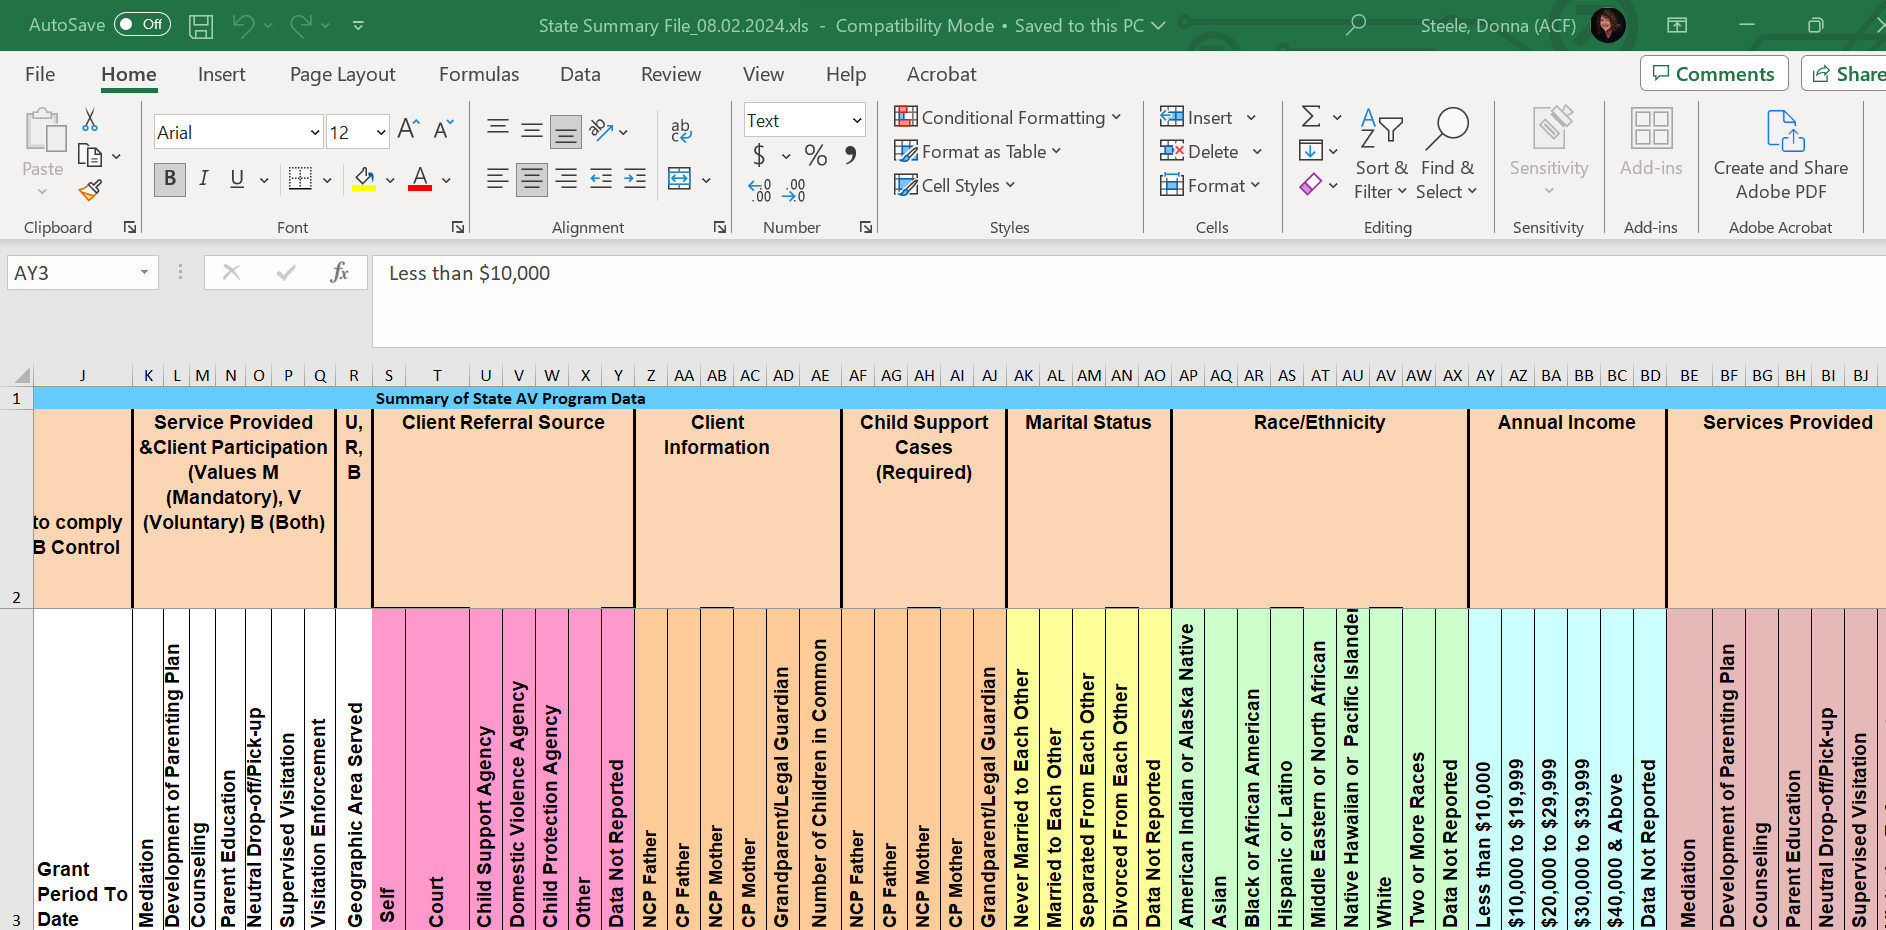 AutoSave Off
State Summary File_08.02.2024.xls - Compatibility Mode • Saved to this PC
Steele, Donna (ACF)
File Home Insert Page Layout Formulas Data Review View Help Acrobat Comments Share
Paste
Clipboard
Arial 12
B I U
A
Font
ab
Alignment
Text
$ % 9
.00
Number
Conditional Formatting
Format as Table
Cell Styles
Styles
Insert
Delete
Format
Cells
Sort & Filter
Find & Select
Editing
Sensitivity
Sensitivity
Add-ins
Add-ins
Create and Share
Adobe PDF
Adobe Acrobat
AY3 fx Less than $10,000
J K L M N O P Q R S T U V W X Y Z AA AB AC AD AE AF AG AH AI AJ AK AL AM AN AO AP AQ AR AS AT AU AV AW AX AY AZ BA BB BC BD BE BF BG BH BI BJ
1 Summary of State AV Program Data
2
to comply
B Control
Service Provided
&Client Participation
(Values M
(Mandatory), V
(Voluntary) B (Both)
U,
R,
B
Client Referral Source
Client
Information
Child Support
Cases
(Required)
Marital Status
Race/Ethnicity
Annual Income
Services Provided
3
Grant
Period To
Date
Mediation
Development of Parenting Plan
Counseling
Parent Education
Neutral Drop-off/Pick-up
Supervised Visitation
Visitation Enforcement
Geographic Area Served
Self
Court
Child Support Agency
Domestic Violence Agency
Child Protection Agency
Other
Data Not Reported
NCP Father
CP Father
NCP Mother
CP Mother
Grandparent/Legal Guardian
Number of Children in Common
NCP Father
CP Father
NCP Mother
CP Mother
Grandparent/Legal Guardian
Never Married to Each Other
Married to Each Other
Separated From Each Other
Divorced From Each Other
Data Not Reported
American Indian or Alaska Native
Asian
Black or African American
Hispanic or Latino
Middle Eastern or North African
Native Hawaiian or Pacific Islander
White
Two or More Races
Data Not Reported
Less than $10,000
$10,000 to $19,999
$20,000 to $29,999
$30,000 to $39,999
$40,000 & Above
Data Not Reported
Mediation
Development of Parenting Plan
Counseling
Parent Education
Neutral Drop-off/Pick-up
Supervised Visitation